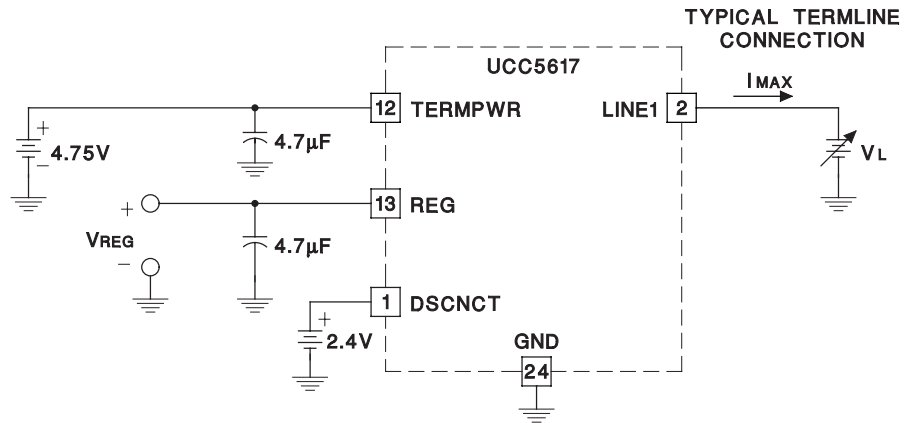 TYPICAL TERMLINE
CONNECTION
UCC5617
IMAX
12 TERMPWR
LINE1 2
+
4.75V
−
4.7μF
VL
13 REG
+
VREG
−
4.7μF
1 DSCNCT
+
2.4V
GND
24